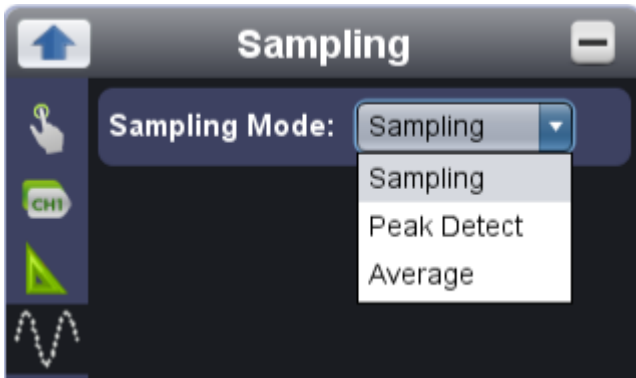 Sampling
Sampling Mode: Sampling
Sampling
CH1
Peak Detect
Average